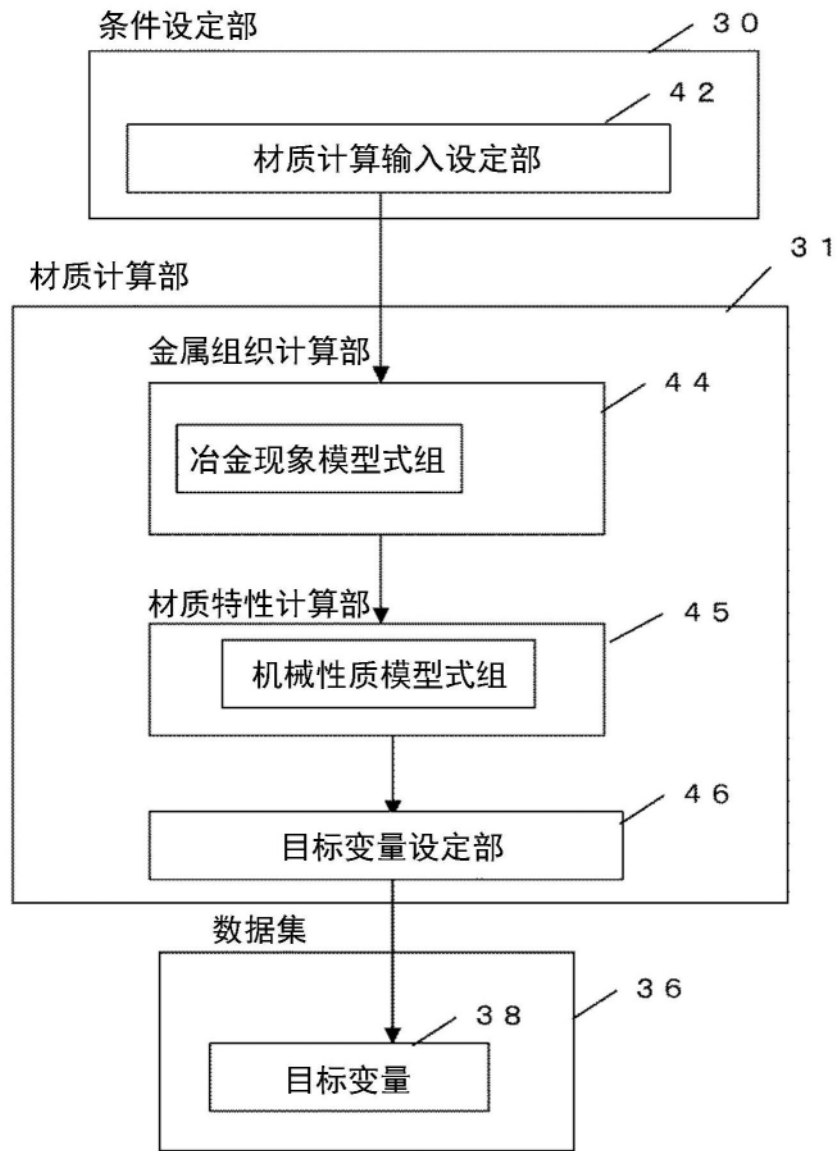 条件设定部
３０
４２
材质计算输入设定部
材质计算部
３１
金属组织计算部
４４
冶金现象模型式组
材质特性计算部
４５
机械性质模型式组
４６
目标变量设定部
数据集
３６
３８
目标变量